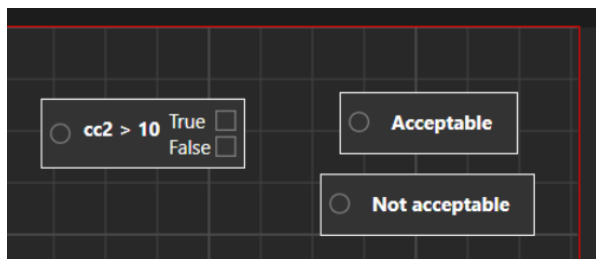 cc2 > 10
True
False
Acceptable
Not acceptable